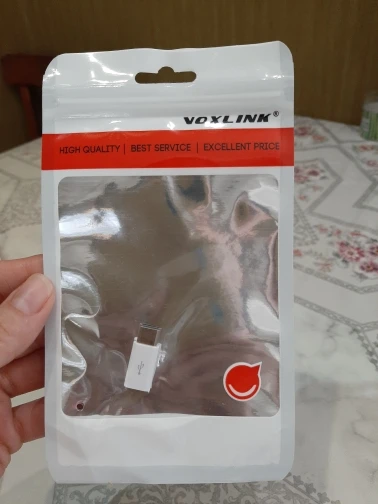 VOXLINK®
HIGH QUALITY | BEST SERVICE | EXCELLENT PRICE